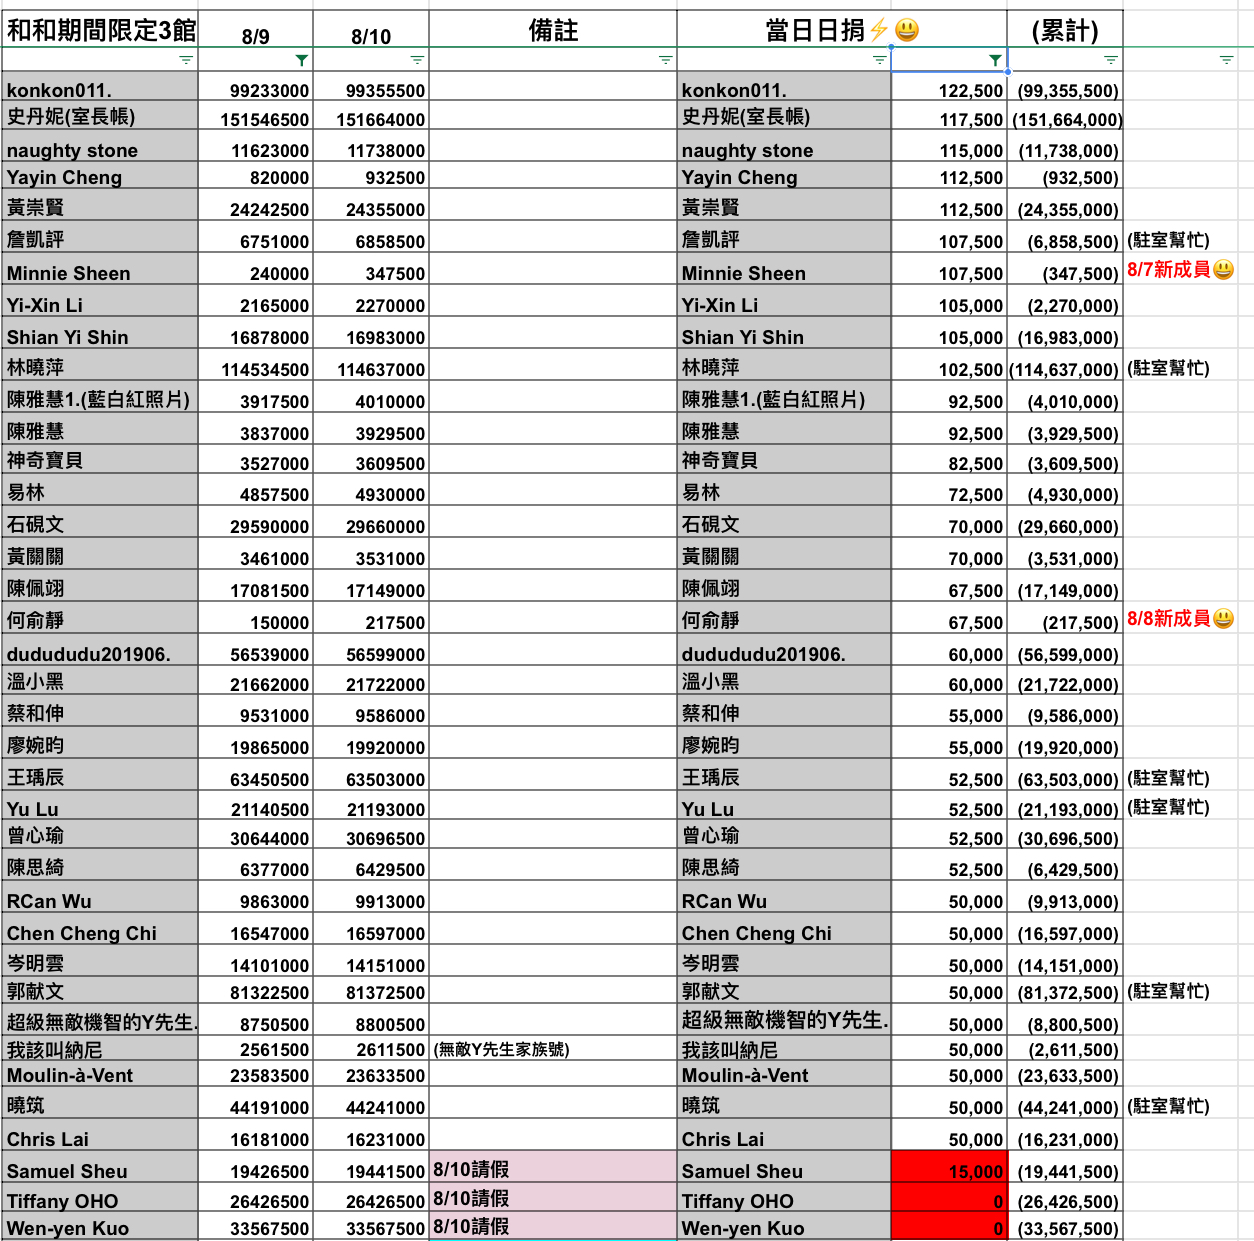 和和期間限定3館 8/9 8/10 備註 當日日捐⚡😃 (累計)
konkon011. 99233000 99355500 konkon011. 122,500 (99,355,500)
史丹妮(室長帳) 151546500 151664000 史丹妮(室長帳) 117,500 (151,664,000)
naughty stone 11623000 11738000 naughty stone 115,000 (11,738,000)
Yayin Cheng 820000 932500 Yayin Cheng 112,500 (932,500)
黃崇賢 24242500 24355000 黃崇賢 112,500 (24,355,000)
詹凱評 6751000 6858500 詹凱評 107,500 (6,858,500) (駐室幫忙)
Minnie Sheen 240000 347500 Minnie Sheen 107,500 (347,500) 8/7新成員😃
Yi-Xin Li 2165000 2270000 Yi-Xin Li 105,000 (2,270,000)
Shian Yi Shin 16878000 16983000 Shian Yi Shin 105,000 (16,983,000)
林曉萍 114534500 114637000 林曉萍 102,500 (114,637,000) (駐室幫忙)
陳雅慧1.(藍白紅照片) 3917500 4010000 陳雅慧1.(藍白紅照片) 92,500 (4,010,000)
陳雅慧 3837000 3929500 陳雅慧 92,500 (3,929,500)
神奇寶貝 3527000 3609500 神奇寶貝 82,500 (3,609,500)
易林 4857500 4930000 易林 72,500 (4,930,000)
石硯文 29590000 29660000 石硯文 70,000 (29,660,000)
黃關關 3461000 3531000 黃關關 70,000 (3,531,000)
陳佩翊 17081500 17149000 陳佩翊 67,500 (17,149,000)
何俞靜 150000 217500 何俞靜 67,500 (217,500) 8/8新成員😃
dudududu201906. 56539000 56599000 dudududu201906. 60,000 (56,599,000)
溫小黑 21662000 21722000 溫小黑 60,000 (21,722,000)
蔡和伸 9531000 9586000 蔡和伸 55,000 (9,586,000)
廖婉昀 19865000 19920000 廖婉昀 55,000 (19,920,000)
王瑀辰 63450500 63503000 王瑀辰 52,500 (63,503,000) (駐室幫忙)
Yu Lu 21140500 21193000 Yu Lu 52,500 (21,193,000) (駐室幫忙)
曾心瑜 30644000 30696500 曾心瑜 52,500 (30,696,500)
陳思綺 6377000 6429500 陳思綺 52,500 (6,429,500)
RCan Wu 9863000 9913000 RCan Wu 50,000 (9,913,000)
Chen Cheng Chi 16547000 16597000 Chen Cheng Chi 50,000 (16,597,000)
岑明雲 14101000 14151000 岑明雲 50,000 (14,151,000)
郭献文 81322500 81372500 郭献文 50,000 (81,372,500) (駐室幫忙)
超級無敵機智的Y先生. 8750500 8800500 超級無敵機智的Y先生. 50,000 (8,800,500)
我該叫納尼 2561500 2611500 (無敵Y先生家族號) 我該叫納尼 50,000 (2,611,500)
Moulin-à-Vent 23583500 23633500 Moulin-à-Vent 50,000 (23,633,500)
曉筑 44191000 44241000 曉筑 50,000 (44,241,000) (駐室幫忙)
Chris Lai 16181000 16231000 Chris Lai 50,000 (16,231,000)
Samuel Sheu 19426500 19441500 8/10請假 Samuel Sheu 15,000 (19,441,500)
Tiffany OHO 26426500 26426500 8/10請假 Tiffany OHO 0 (26,426,500)
Wen-yen Kuo 33567500 33567500 8/10請假 Wen-yen Kuo 0 (33,567,500)